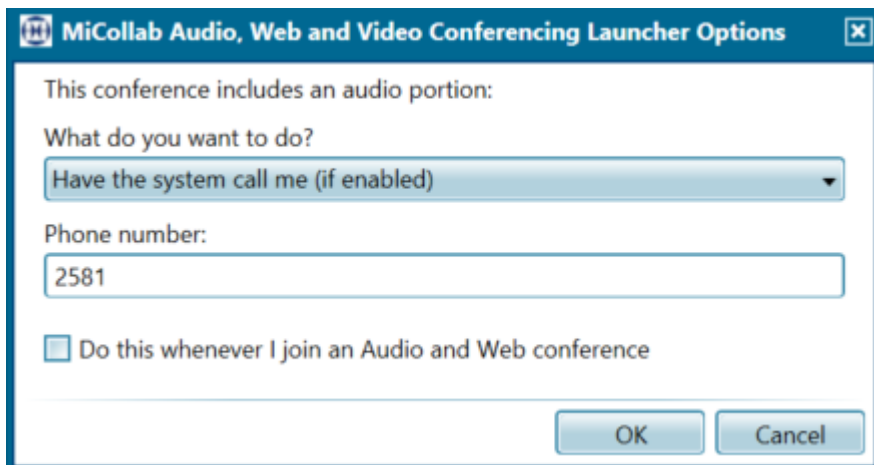 MiCollab Audio, Web and Video Conferencing Launcher Options
This conference includes an audio portion:
What do you want to do?
Have the system call me (if enabled)
Phone number:
2581
Do this whenever I join an Audio and Web conference
OK Cancel